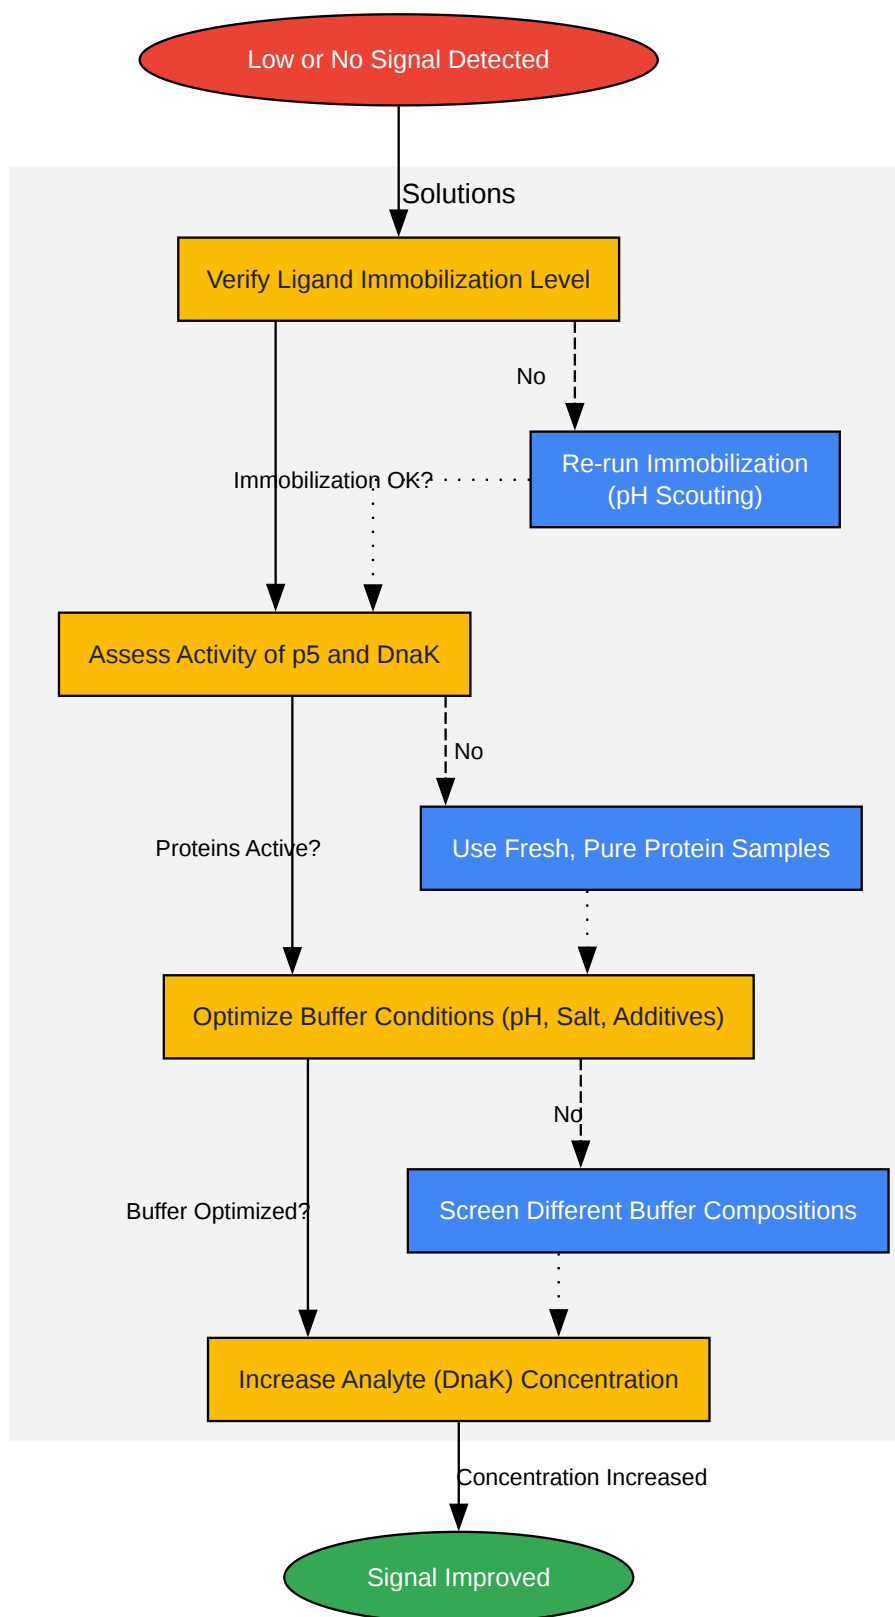 Low or No Signal Detected
Solutions
Verify Ligand Immobilization Level
No
Re-run Immobilization
(pH Scouting)
Immobilization OK?
Assess Activity of p5 and DnaK
No
Proteins Active?
Use Fresh, Pure Protein Samples
Optimize Buffer Conditions (pH, Salt, Additives)
No
Buffer Optimized?
Screen Different Buffer Compositions
Increase Analyte (DnaK) Concentration
Concentration Increased
Signal Improved